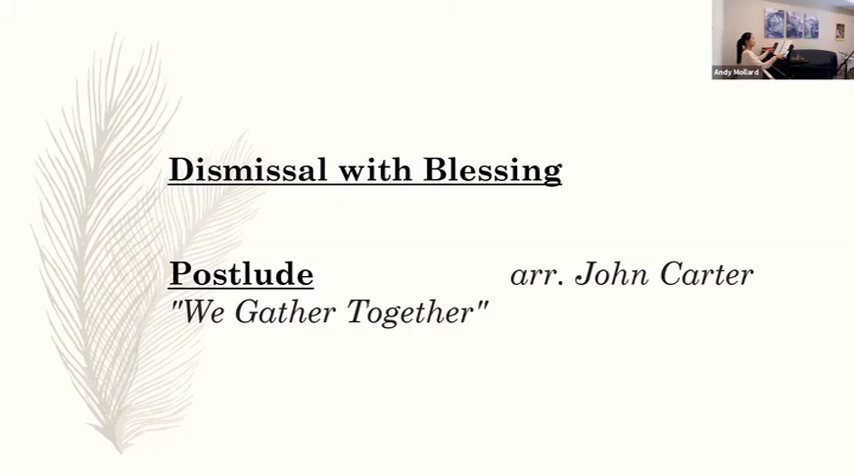 Andy Mollard
Dismissal with Blessing
Postlude arr. John Carter
"We Gather Together"